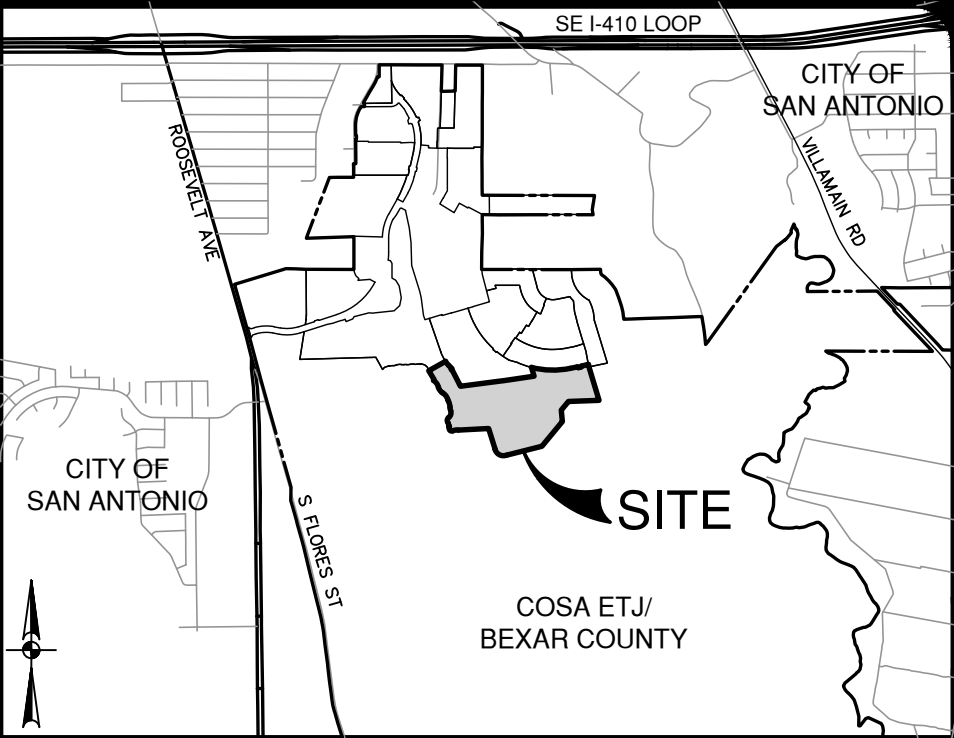 SE I-410 LOOP
CITY OF
SAN ANTONIO
ROOSEVELT AVE
VILLAMAIN RD
CITY OF
SAN ANTONIO
S FLORES ST
SITE
COSA ETJ/
BEXAR COUNTY